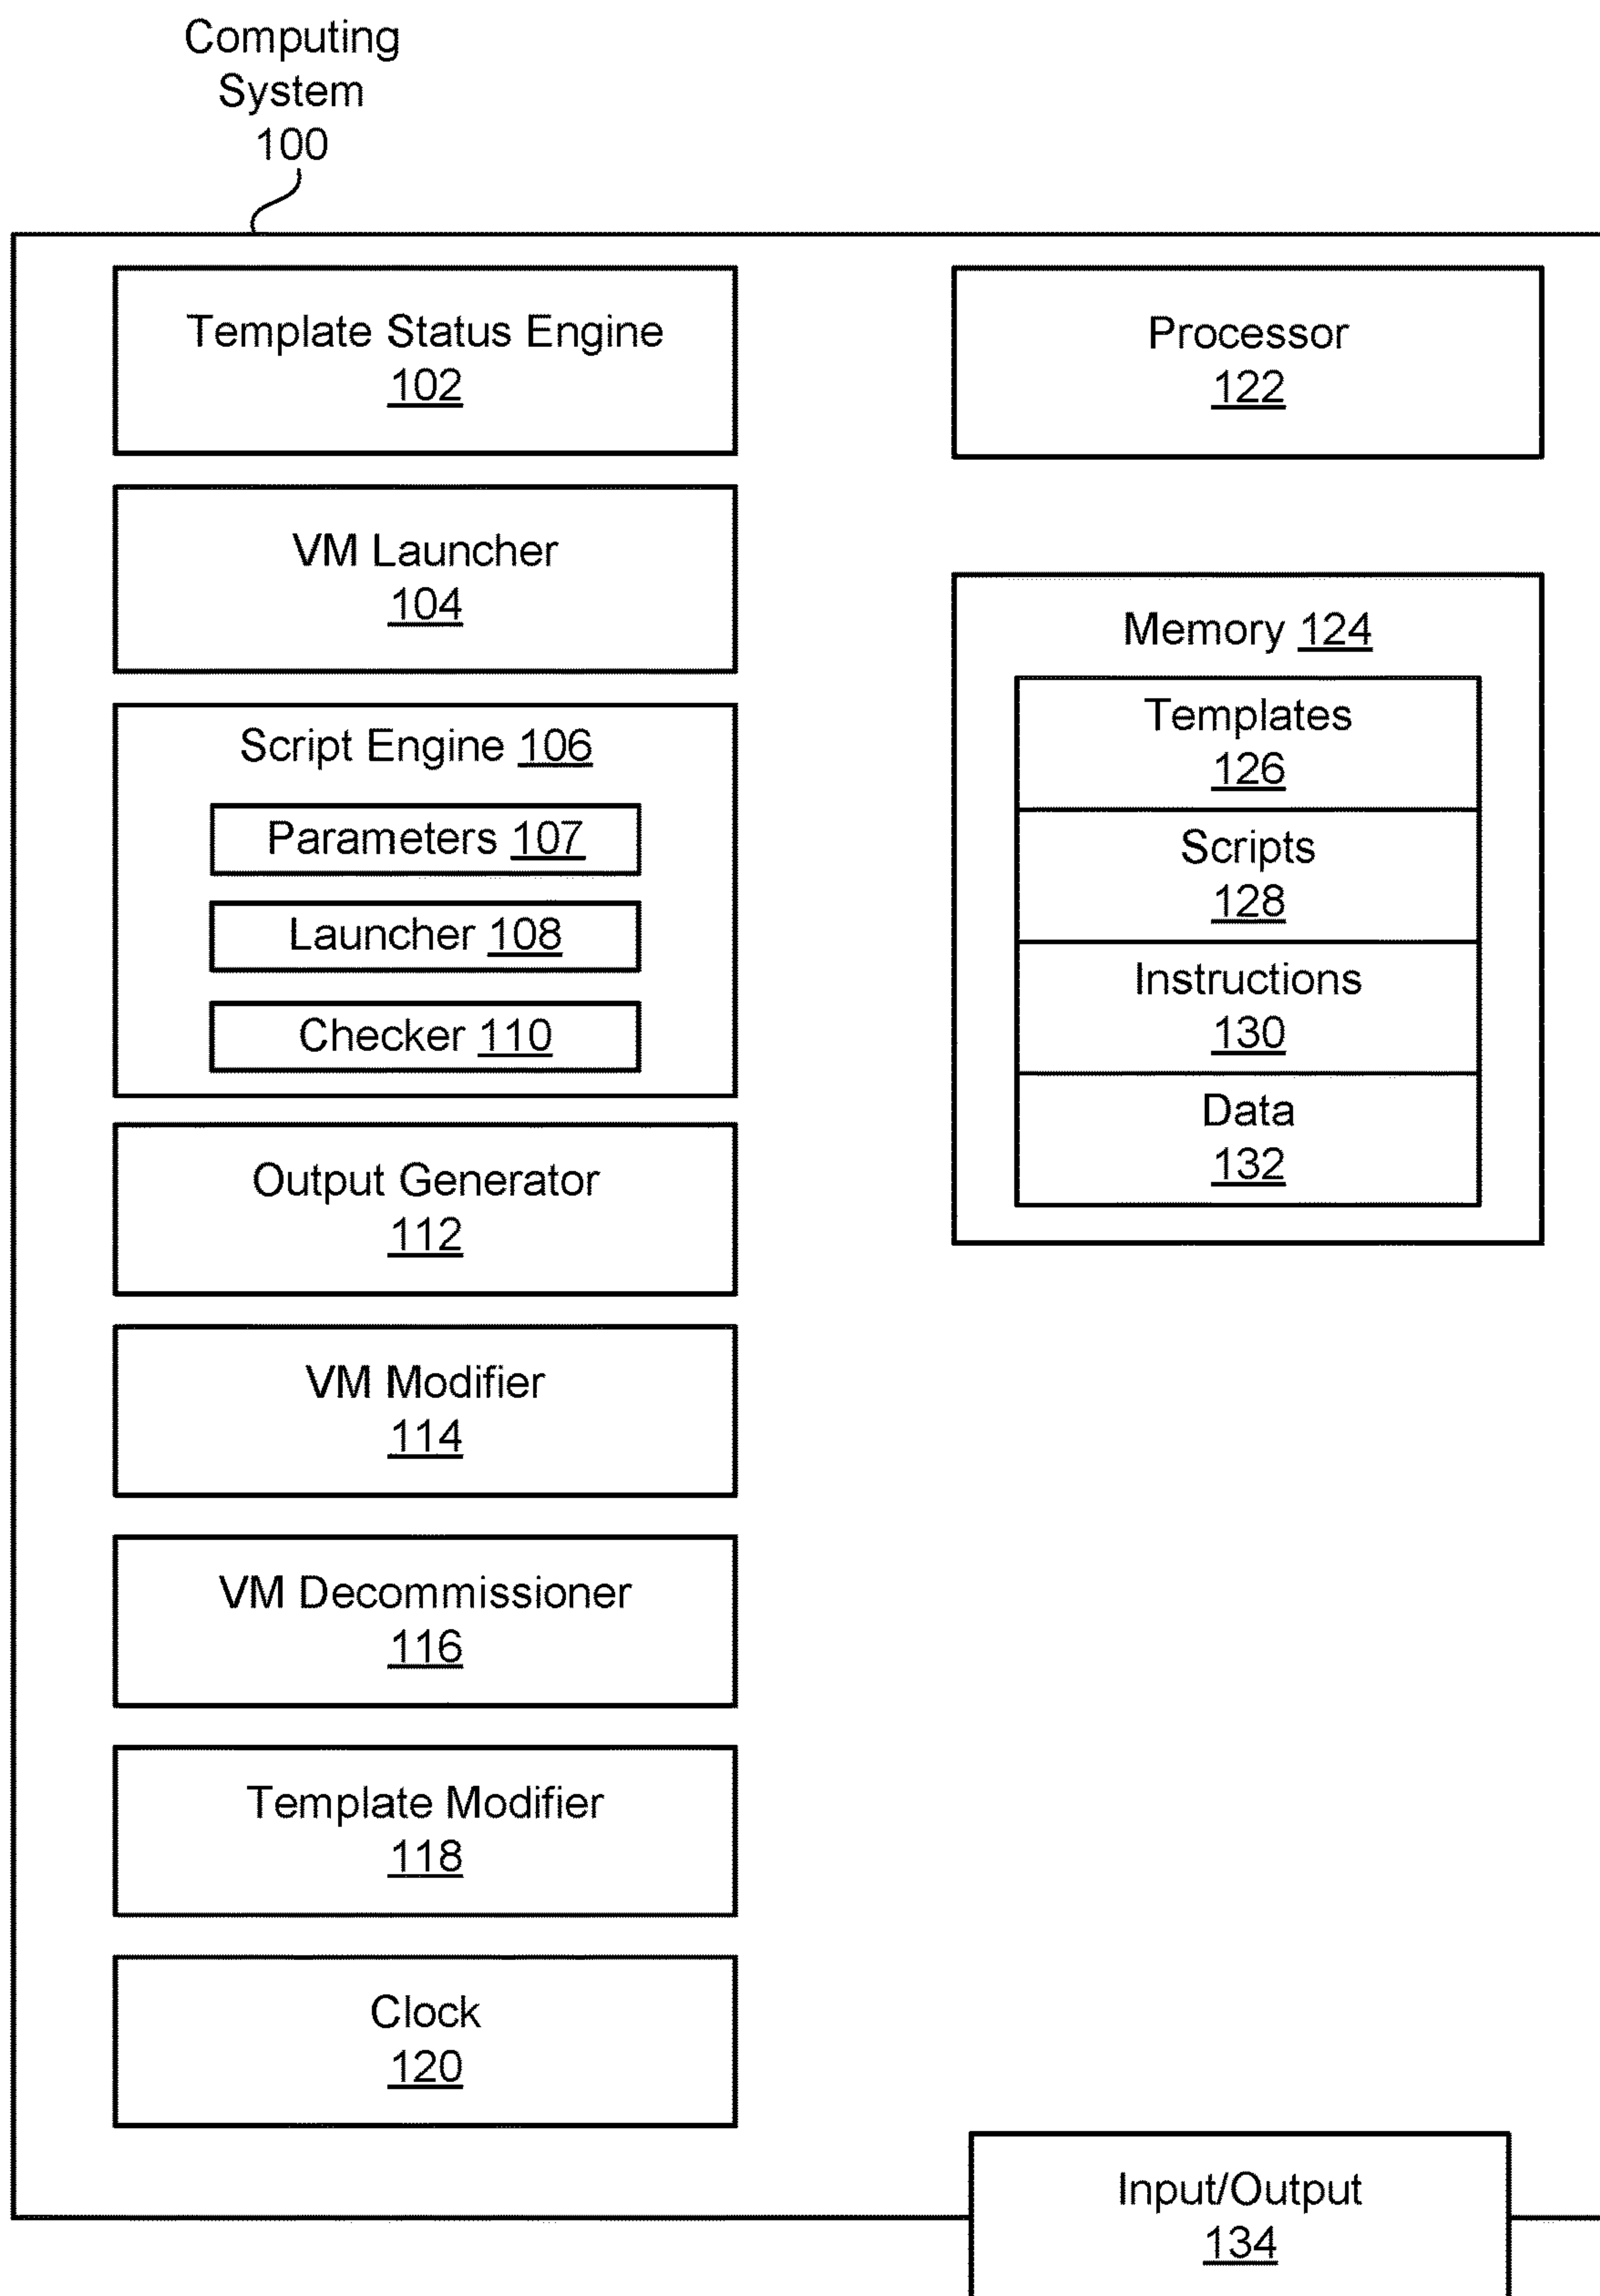 Computing
System
100
Template Status Engine
102
VM Launcher
104
Script Engine 106
Parameters 107
Launcher 108
Checker 110
Output Generator
112
VM Modifier
114
VM Decommissioner
116
Template Modifier
118
Clock
120
Processor
122
Memory 124
Templates
126
Scripts
128
Instructions
130
Data
132
Input/Output
134